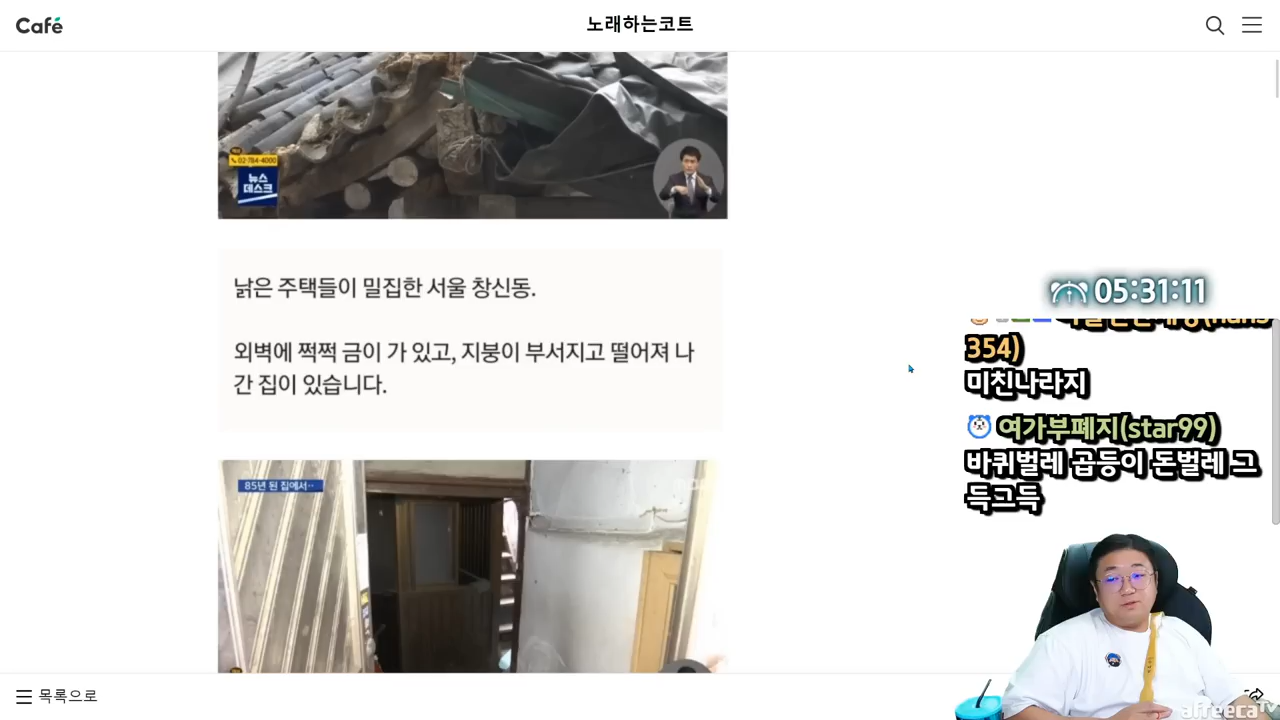 Café
노래하는코트
02-784-4000
뉴스
데스크
낡은 주택들이 밀집한 서울 창신동.
외벽에 쩍쩍 금이 가 있고, 지붕이 부서지고 떨어져 나
간 집이 있습니다.
85년 된 집에서··
05:31:11
354)
미친나라지
여가부폐지(star99)
바퀴벌레 곱등이 돈벌레 그
득그득
목록으로
afreecaTV